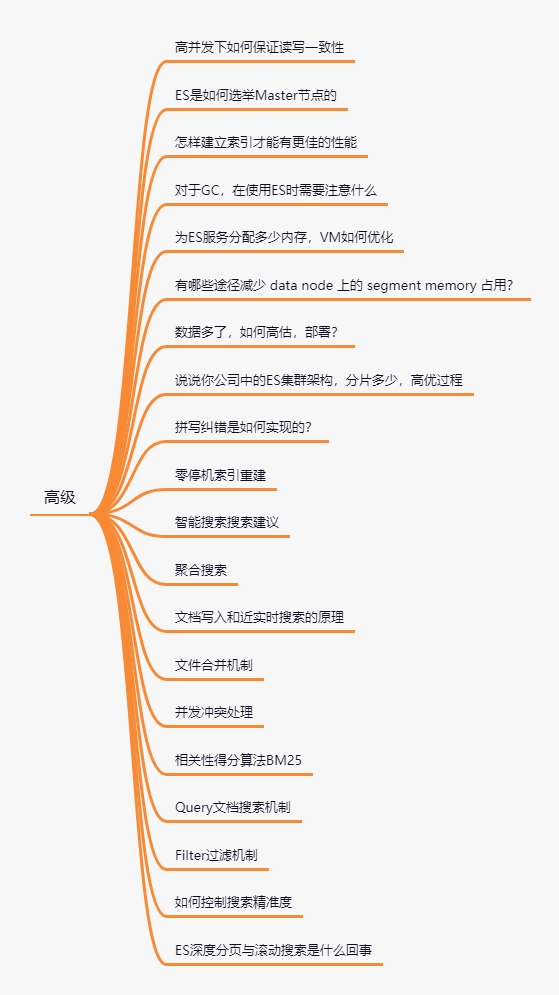 高并发下如何保证读写一致性
ES是如何选举Master节点的
怎样建立索引才能有更佳的性能
对于GC，在使用ES时需要注意什么
为ES服务分配多少内存，VM如何优化
有哪些途径减少 data node 上的 segment memory 占用？
数据多了，如何高估，部署？
说说你公司中的ES集群架构，分片多少，高优过程
拼写纠错是如何实现的？
高级
零停机索引重建
智能搜索搜索建议
聚合搜索
文档写入和近实时搜索的原理
文件合并机制
并发冲突处理
相关性得分算法BM25
Query文档搜索机制
Filter过滤机制
如何控制搜索精准度
ES深度分页与滚动搜索是什么回事